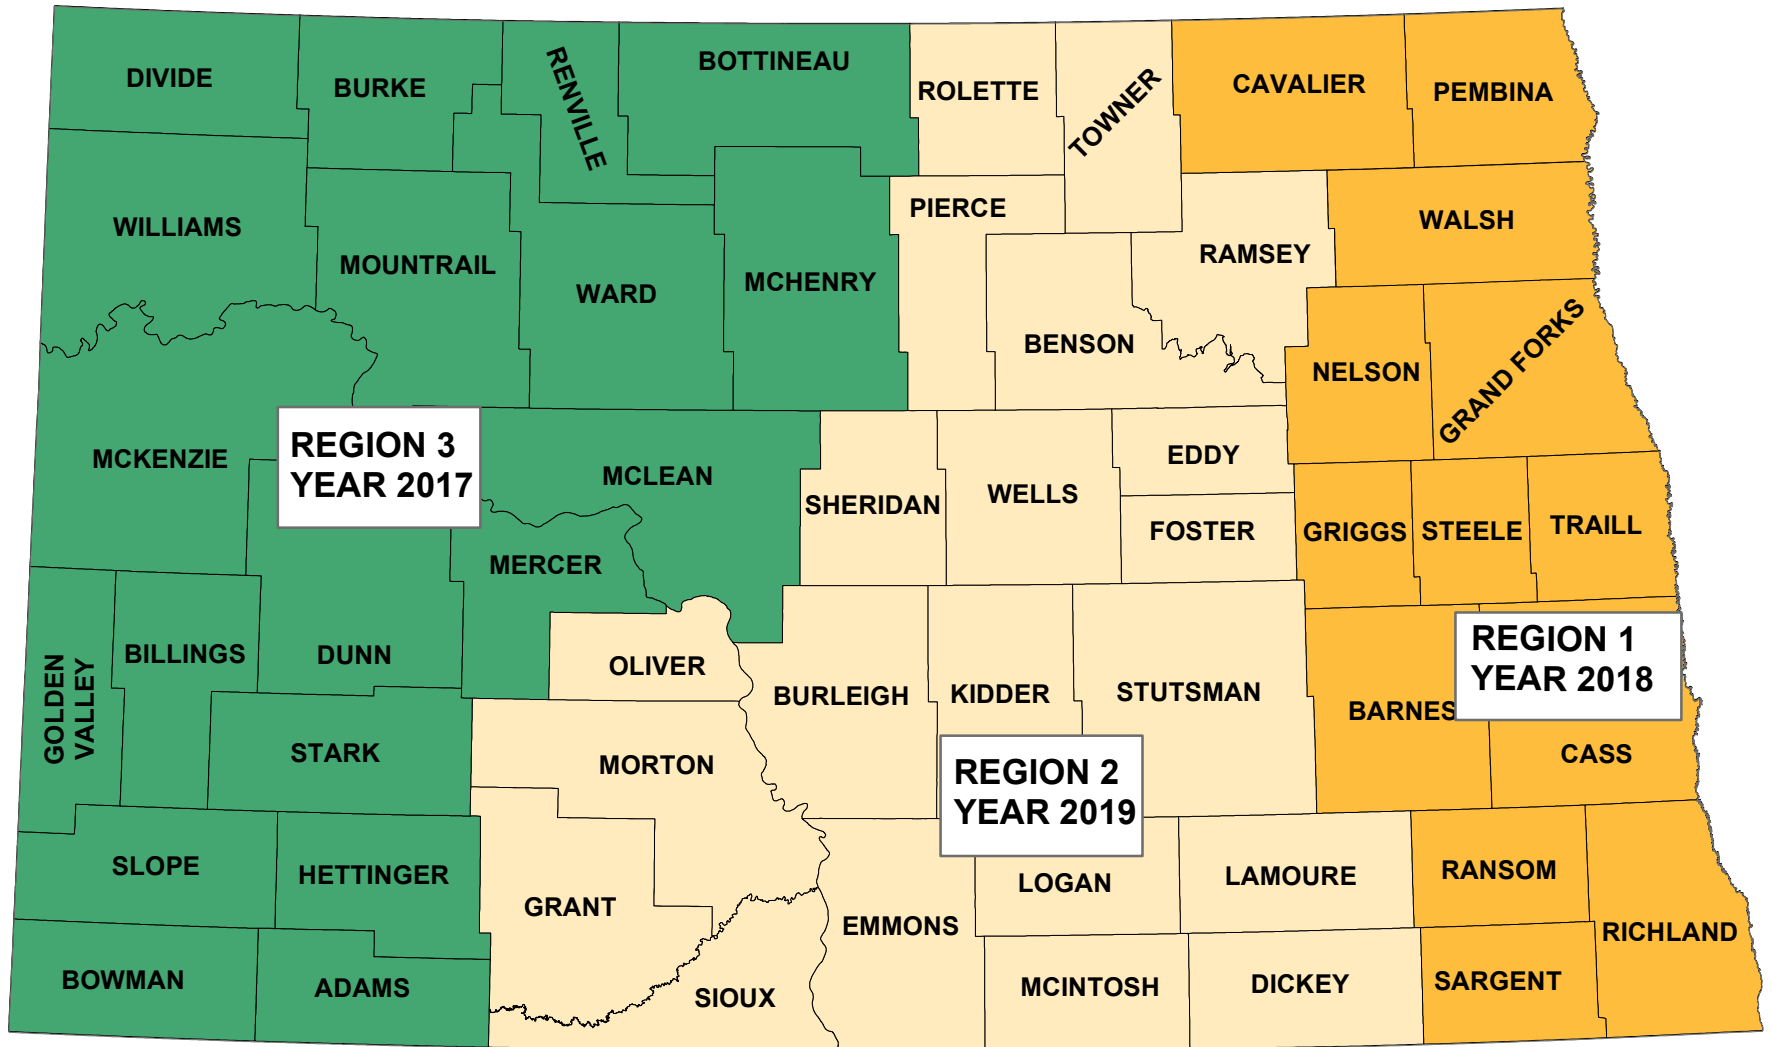 DIVIDE
BURKE
RENVILLE
BOTTINEAU
ROLETTE
TOWNER
CAVALIER
PEMBINA
WILLIAMS
MOUNTRAIL
WARD
MCHENRY
PIERCE
BENSON
RAMSEY
WALSH
NELSON
GRAND FORKS
MCKENZIE
REGION 3
YEAR 2017
MCLEAN
SHERIDAN
WELLS
EDDY
FOSTER
GRIGGS
STEELE
TRAILL
MERCER
GOLDEN
VALLEY
BILLINGS
DUNN
OLIVER
BURLEIGH
KIDDER
STUTSMAN
BARNES
REGION 1
YEAR 2018
CASS
STARK
MORTON
REGION 2
YEAR 2019
SLOPE
HETTINGER
GRANT
EMMONS
LOGAN
LAMOURE
RANSOM
RICHLAND
BOWMAN
ADAMS
SIOUX
MCINTOSH
DICKEY
SARGENT